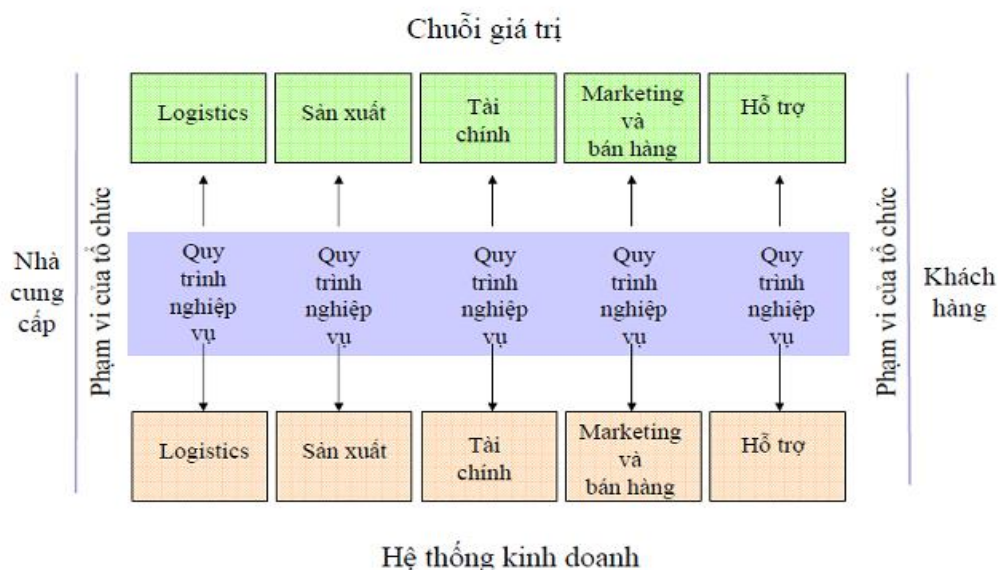 Chuỗi giá trị
Logistics
Sản xuất
Tài
chính
Marketing
và
bán hàng
Hỗ trợ
Nhà
cung
cấp
Phạm vi của tổ chức
Quy
trình
nghiệp
vụ
Quy
trình
nghiệp
vụ
Quy
trình
nghiệp
vụ
Quy
trình
nghiệp
vụ
Quy
trình
nghiệp
vụ
Phạm vi của tổ chức
Khách
hàng
Logistics
Sản xuất
Tài
chính
Marketing
và
bán hàng
Hỗ trợ
Hệ thống kinh doanh